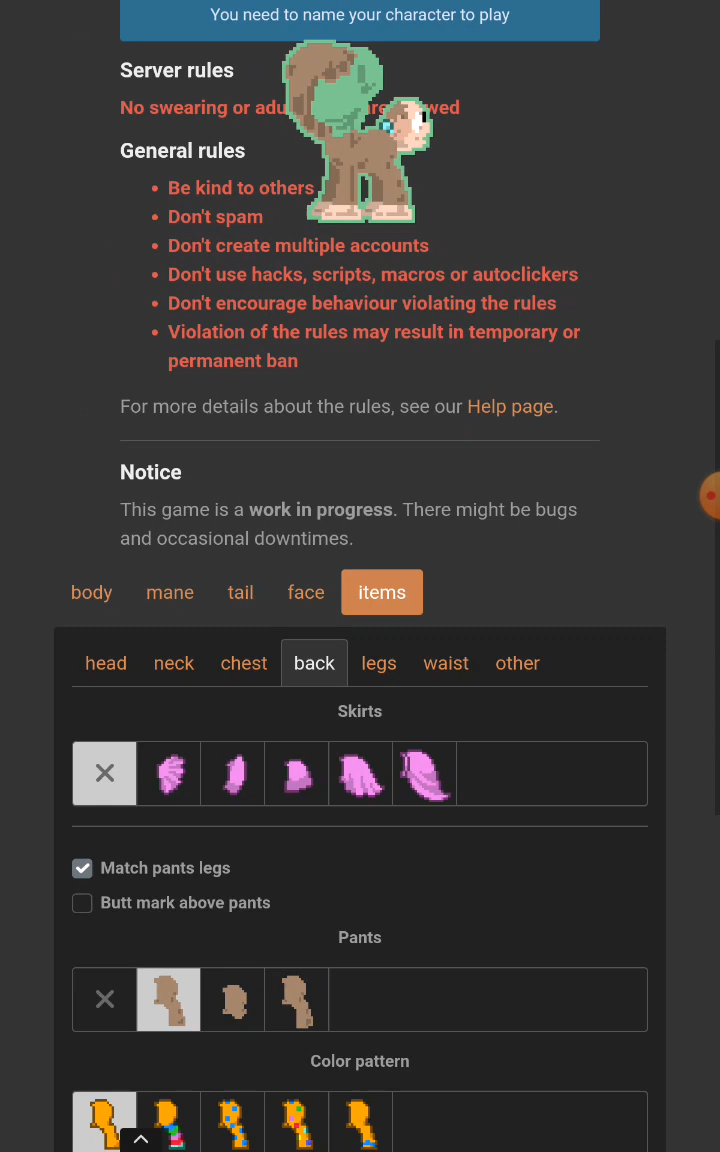 You need to name your character to play
Server rules
No swearing or
General rules
Be kind to others
Don't spam
Don't create multiple accounts
Don't use hacks, scripts, macros or autoclickers
Don't encourage behaviour violating the rules
Violation of the rules may result in temporary or
permanent ban
For more details about the rules, see our Help page.
Notice
This game is a work in progress. There might be bugs
and occasional downtimes.
body mane tail face items
head neck chest back legs waist other
Skirts
Match pants legs
Butt mark above pants
Pants
Color pattern